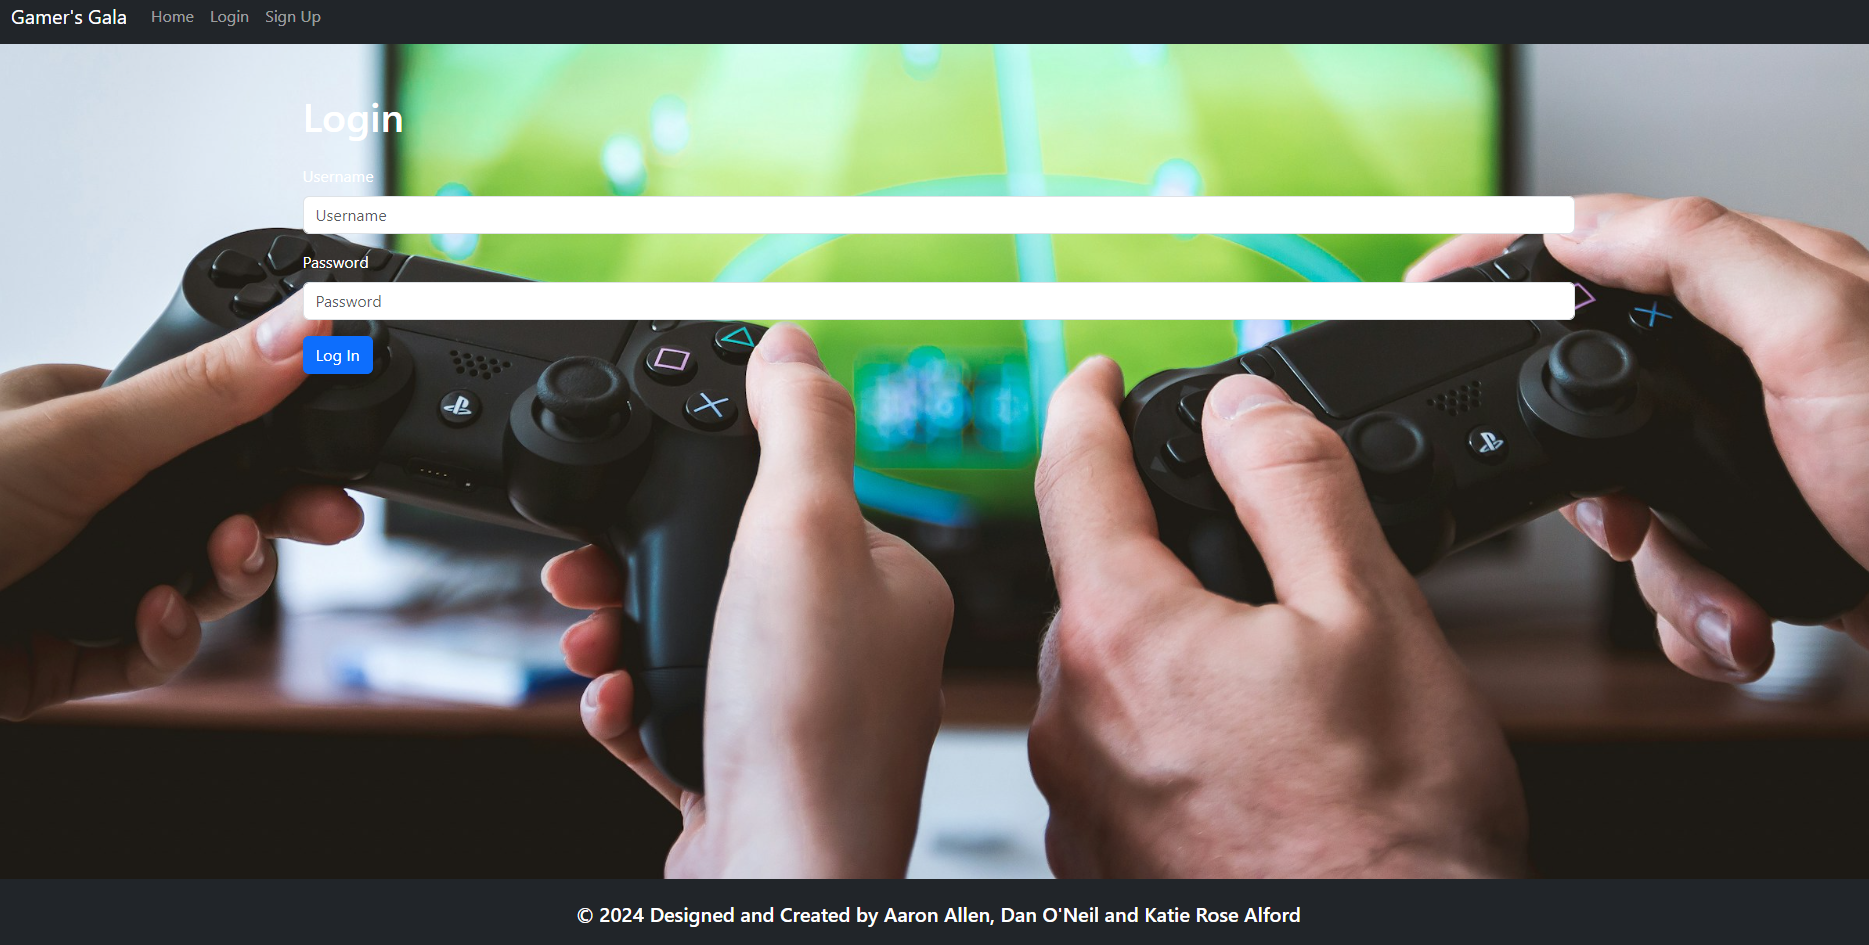 Gamer's Gala Home Login Sign Up
Login
Username
Username
Password
Password
Log In
© 2024 Designed and Created by Aaron Allen, Dan O'Neil and Katie Rose Alford